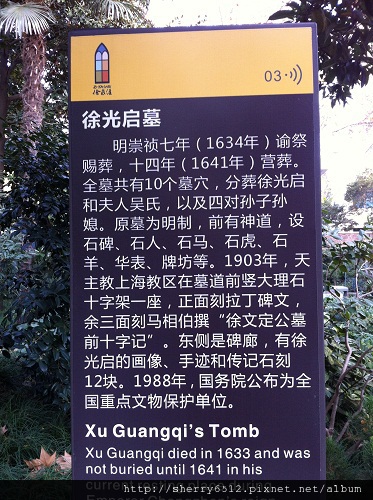 03
徐光启墓
明崇祯七年（1634年）谕祭
赐葬，十四年（1641年）营葬。
全墓共有10个墓穴，分葬徐光启
和夫人吴氏，以及四对孙子孙
媳。原墓为明制，前有神道，设
石碑、石人、石马、石虎、石
羊、华表、牌坊等。1903年，天
主教上海教区在墓道前竖大理石
十字架一座，正面刻拉丁碑文，
余三面刻马相伯撰“徐文定公墓
前十字记”。东侧是碑廊，有徐
光启的画像、手迹和传记石刻
12块。1988年，国务院公布为全
国重点文物保护单位。
Xu Guangqi's Tomb
Xu Guangqi died in 1633 and was
not buried until 1641 in his
http://sherry6512.pixnet.net/album